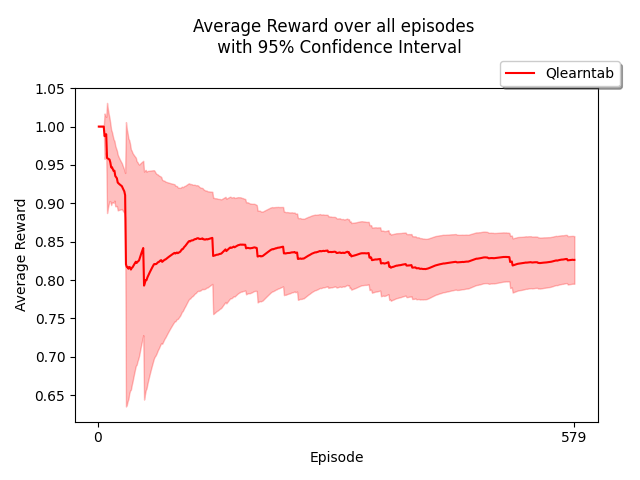 Average Reward over all episodes
with 95% Confidence Interval
Qlearntab
1.05
1.00
0.95
0.90
0.85
0.80
0.75
0.70
0.65
Average Reward
0
579
Episode